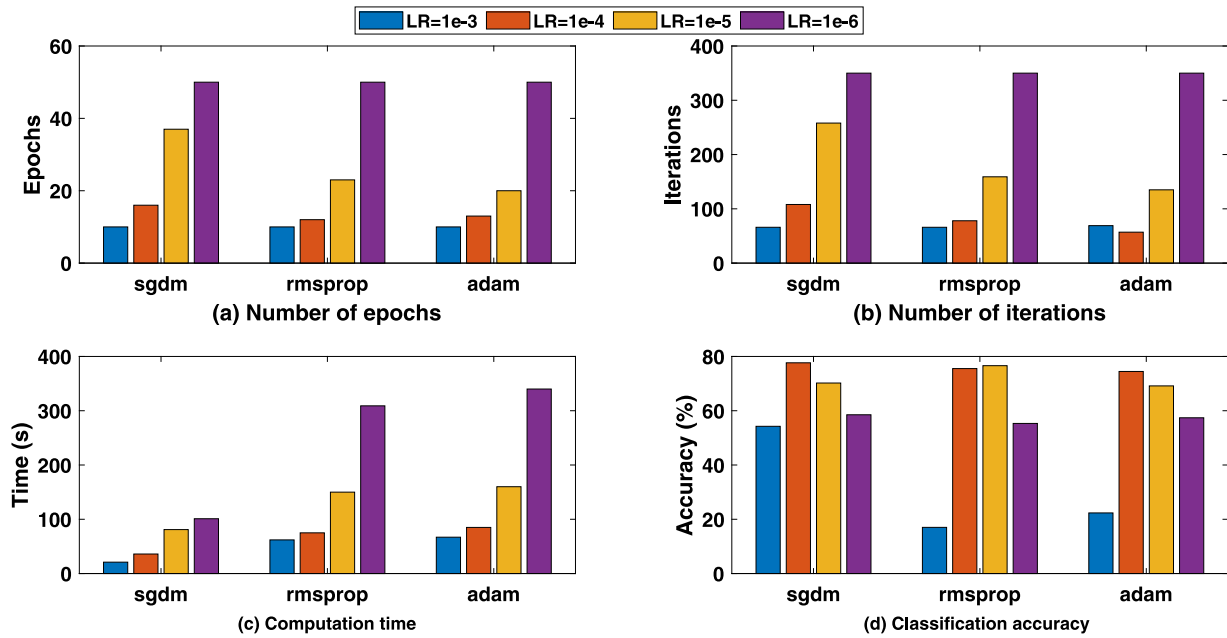 LR=1e-3 LR=1e-4 LR=1e-5 LR=1e-6
60
40
20
0
Epochs
sgdm rmsprop adam
(a) Number of epochs
400
300
200
100
0
Iterations
sgdm rmsprop adam
(b) Number of iterations
400
300
200
100
0
Time (s)
sgdm rmsprop adam
(c) Computation time
80
60
40
20
0
Accuracy (%)
sgdm rmsprop adam
(d) Classification accuracy